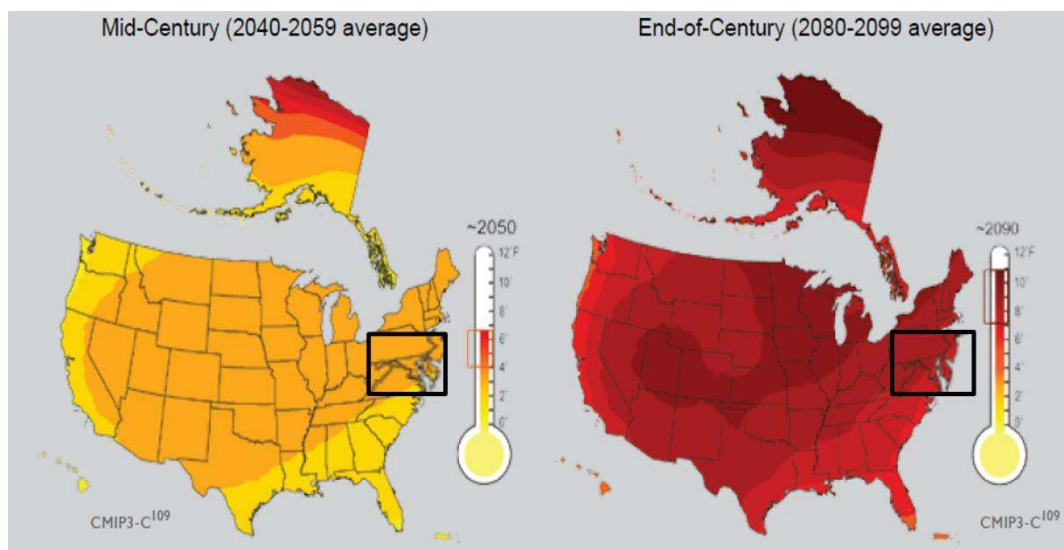 Mid-Century (2040-2059 average)
End-of-Century (2080-2099 average)
~2050
12°F
10°
8°
6°
4°
2°
0°
CMIP3-C109
~2090
12°F
10°
8°
6°
4°
2°
0°
CMIP3-C109